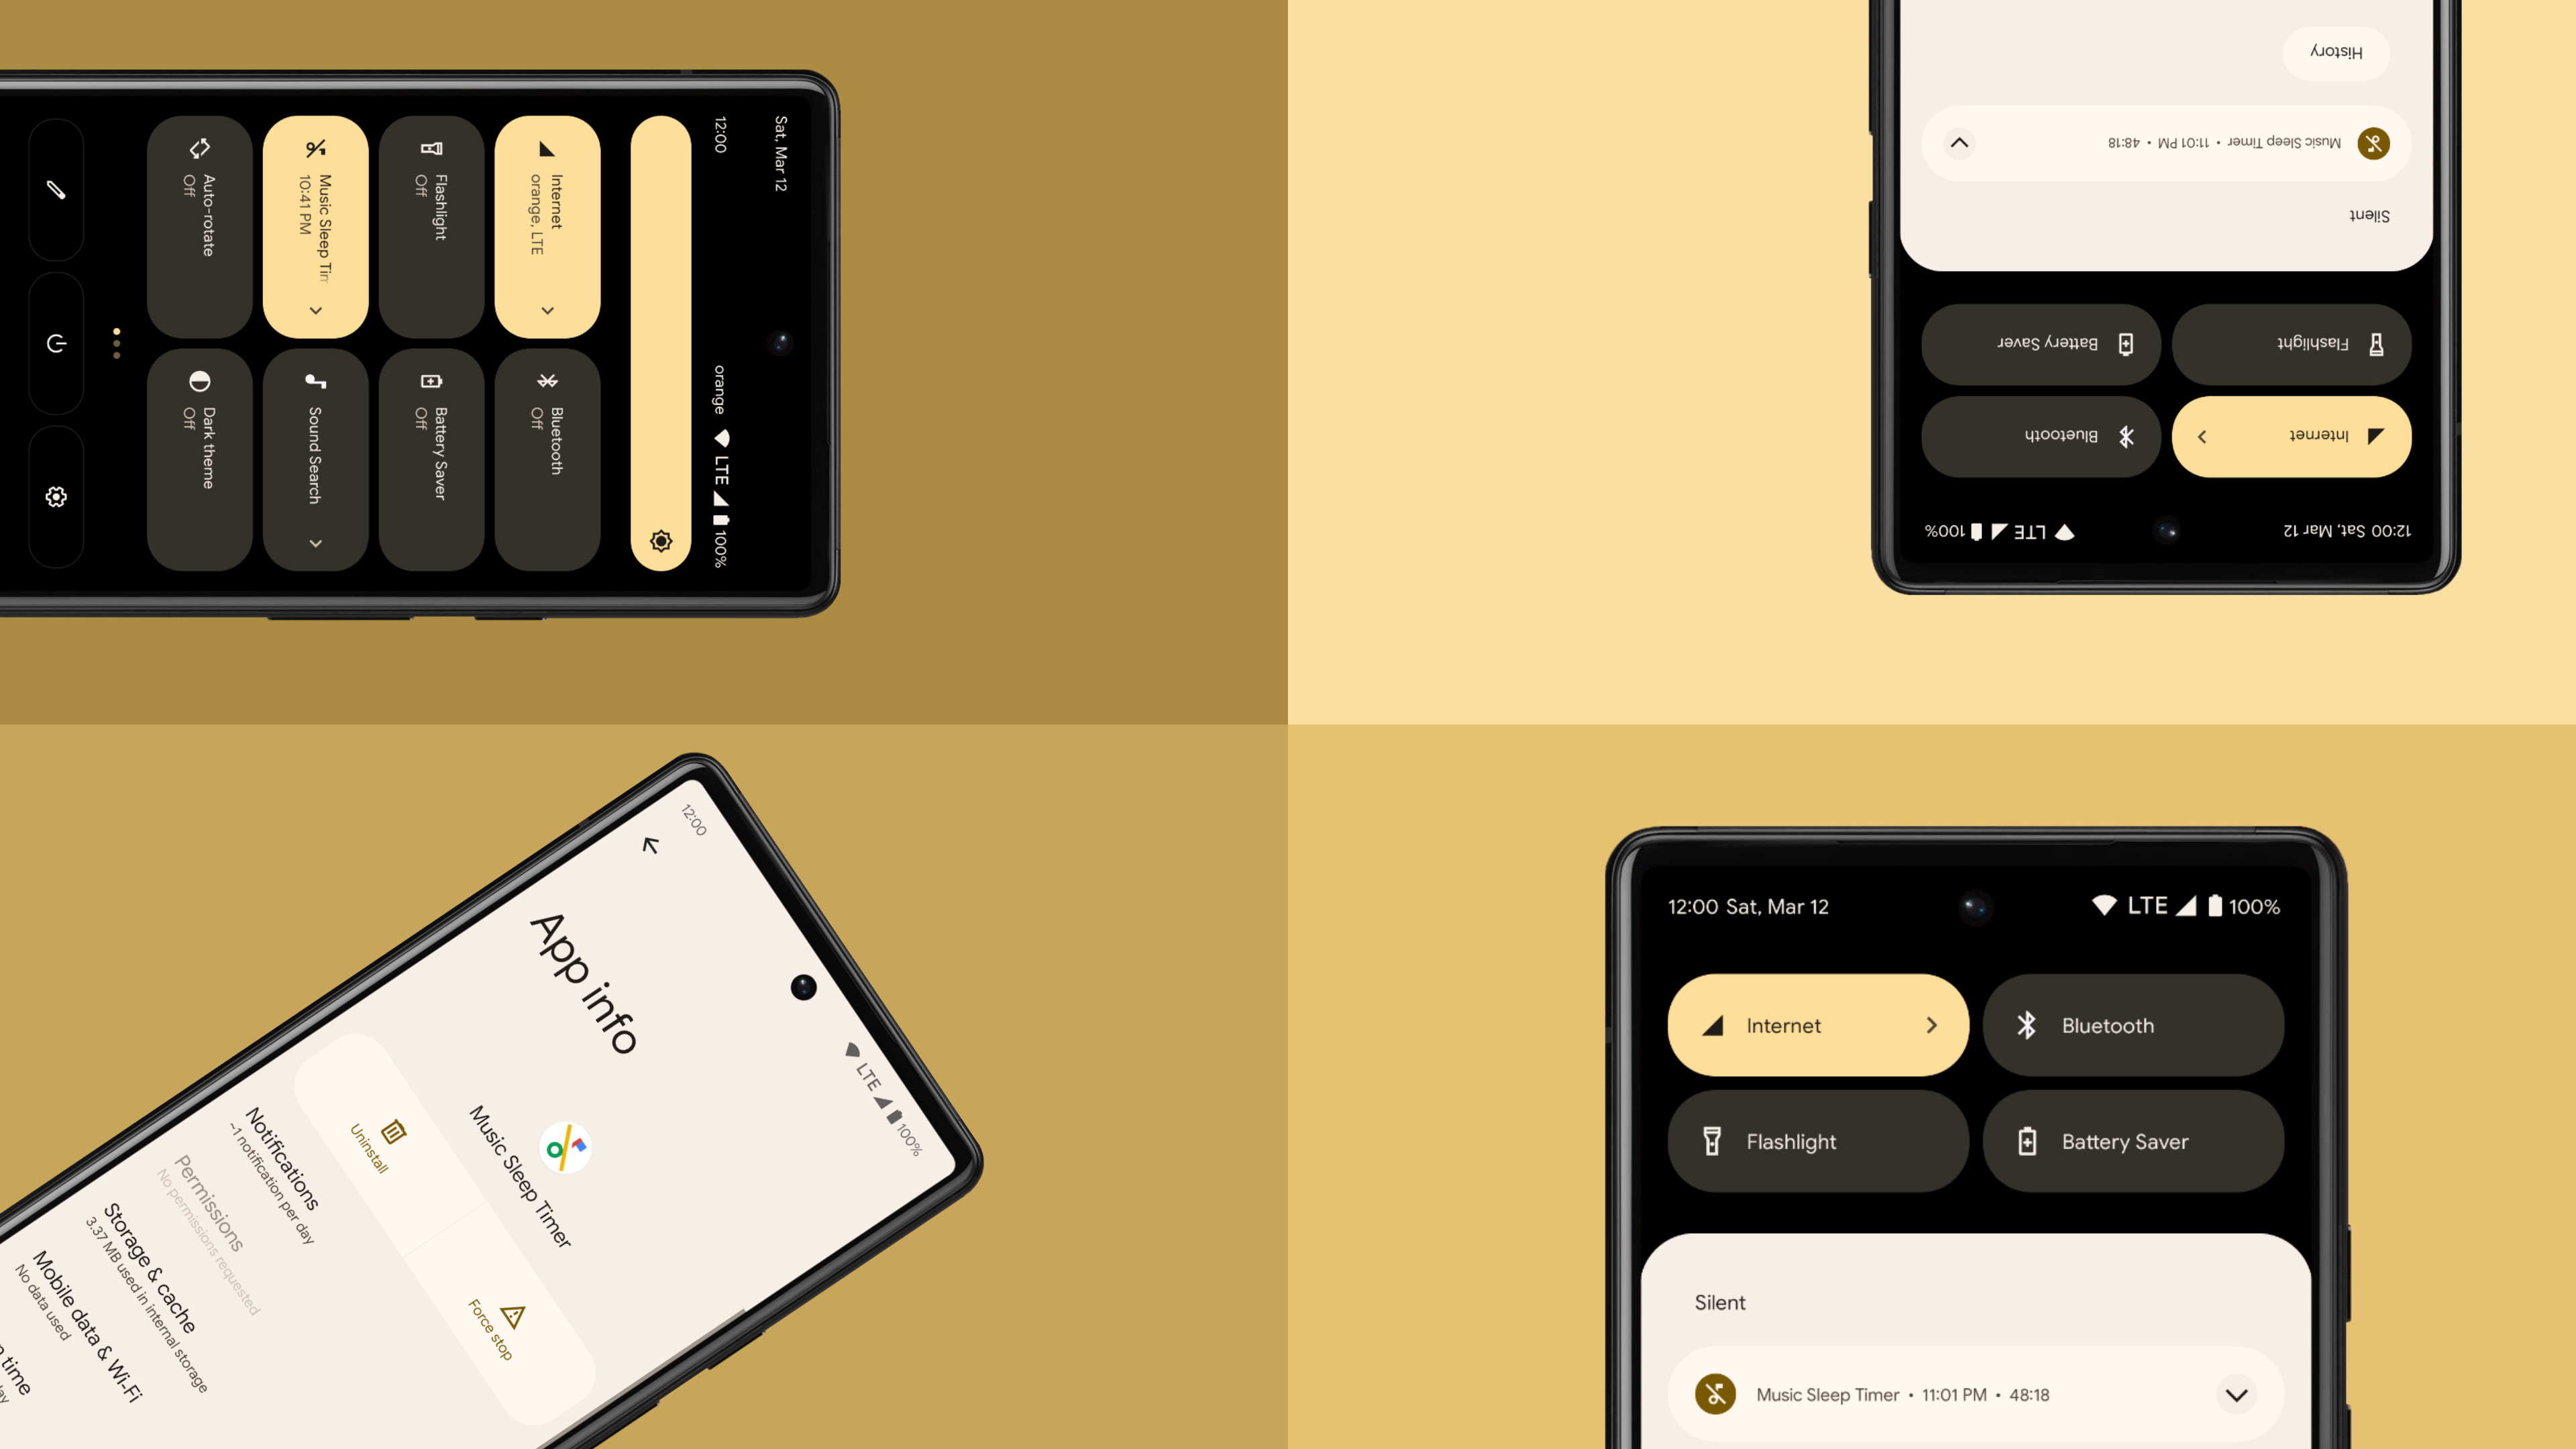 Sat, Mar 12
12:00 orange LTE 100%
Internet
orange, LTE
Bluetooth
Off
Flashlight
Off
Battery Saver
Off
Music Sleep Tim
10:41 PM
Sound Search
Auto-rotate
Off
Dark theme
Off
12:00 Sat, Mar 12 LTE 100%
Internet Bluetooth
Flashlight Battery Saver
Silent
Music Sleep Timer • 11:01 PM • 48:18
History
12:00 LTE 100%
App info
Music Sleep Timer
Uninstall Force stop
Notifications
~1 notification per day
Permissions
No permissions requested
Storage & cache
3.37 MB used in internal storage
Mobile data & Wi-Fi
No data used
time
12:00 Sat, Mar 12 LTE 100%
Internet Bluetooth
Flashlight Battery Saver
Silent
Music Sleep Timer • 11:01 PM • 48:18